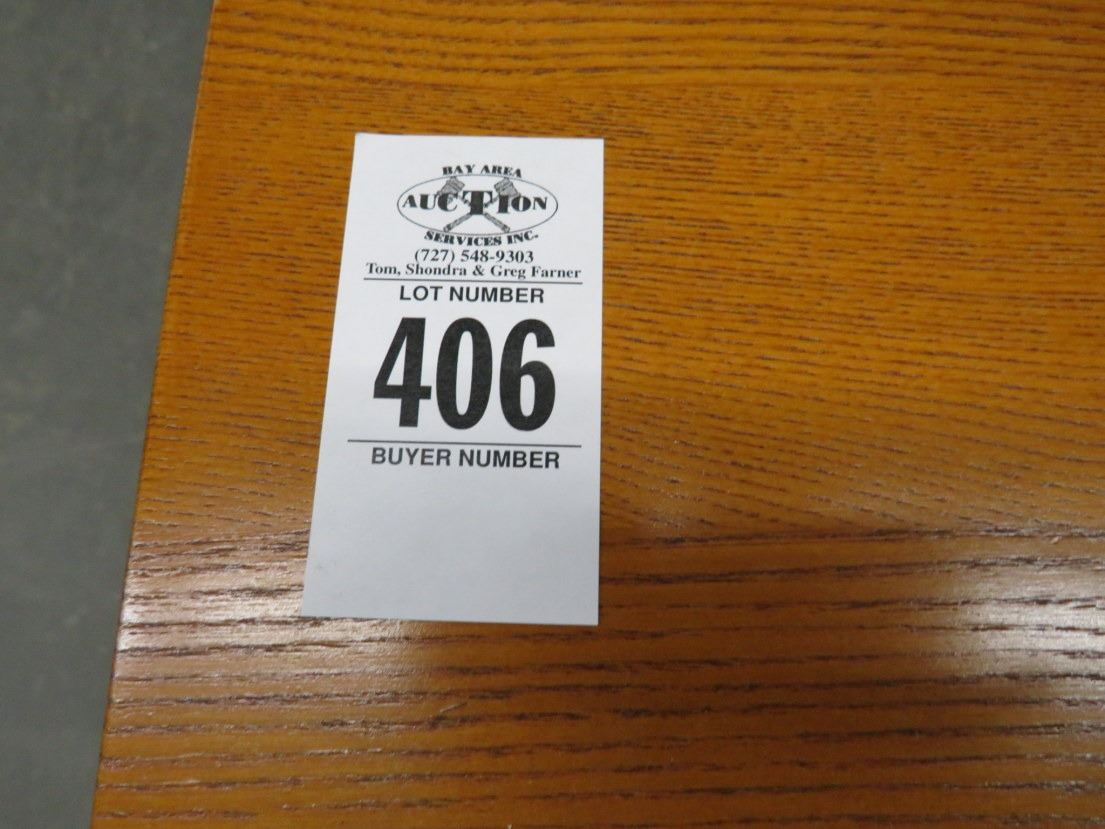 BAY AREA
AUCTION
SERVICES INC.
(727) 548-9303
Tom, Shondra & Greg Farner
LOT NUMBER
406
BUYER NUMBER